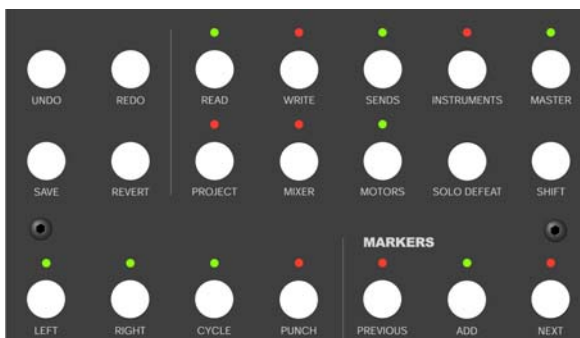 UNDO REDO READ WRITE SENDS INSTRUMENTS MASTER
SAVE REVERT PROJECT MIXER MOTORS SOLO DEFEAT SHIFT
MARKERS
LEFT RIGHT CYCLE PUNCH PREVIOUS ADD NEXT